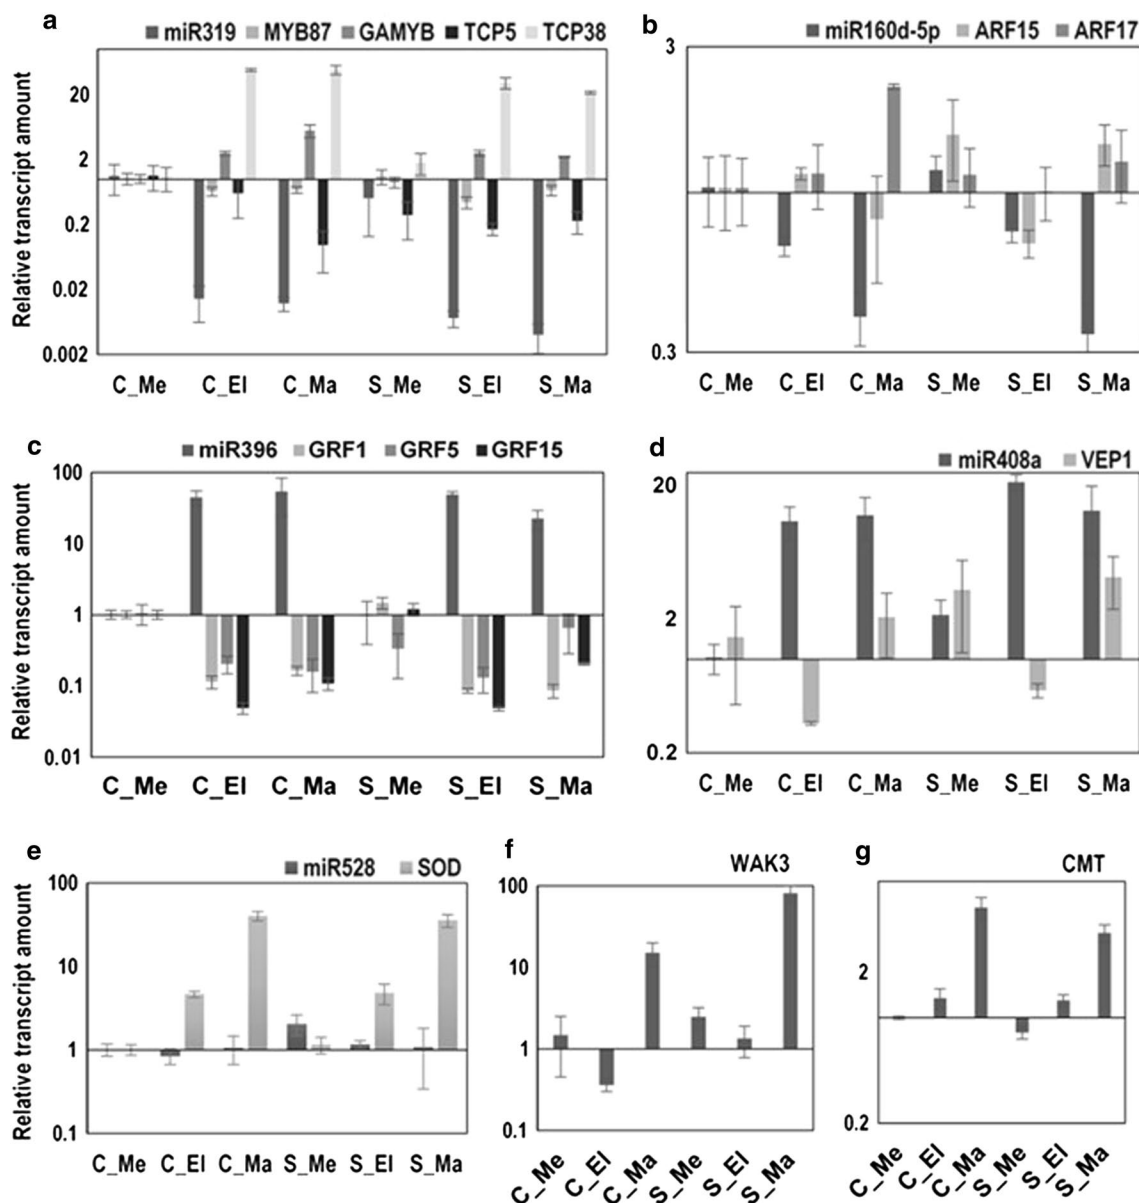 a
miR319 MYB87 GAMYB TCP5 TCP38
Relative transcript amount
20
2
0.2
0.02
0.002
C_Me C_El C_Ma S_Me S_El S_Ma
b
miR160d-5p ARF15 ARF17
3
0.3
C_Me C_El C_Ma S_Me S_El S_Ma
c
miR396 GRF1 GRF5 GRF15
Relative transcript amount
100
10
1
0.1
0.01
C_Me C_El C_Ma S_Me S_El S_Ma
d
miR408a VEP1
20
2
0.2
C_Me C_El C_Ma S_Me S_El S_Ma
e
miR528 SOD
Relative transcript amount
100
10
1
0.1
C_Me C_El C_Ma S_Me S_El S_Ma
f
WAK3
100
10
1
0.1
C_Me C_El C_Ma S_Me S_El S_Ma
g
CMT
2
0.2
C_Me C_El C_Ma S_Me S_El S_Ma